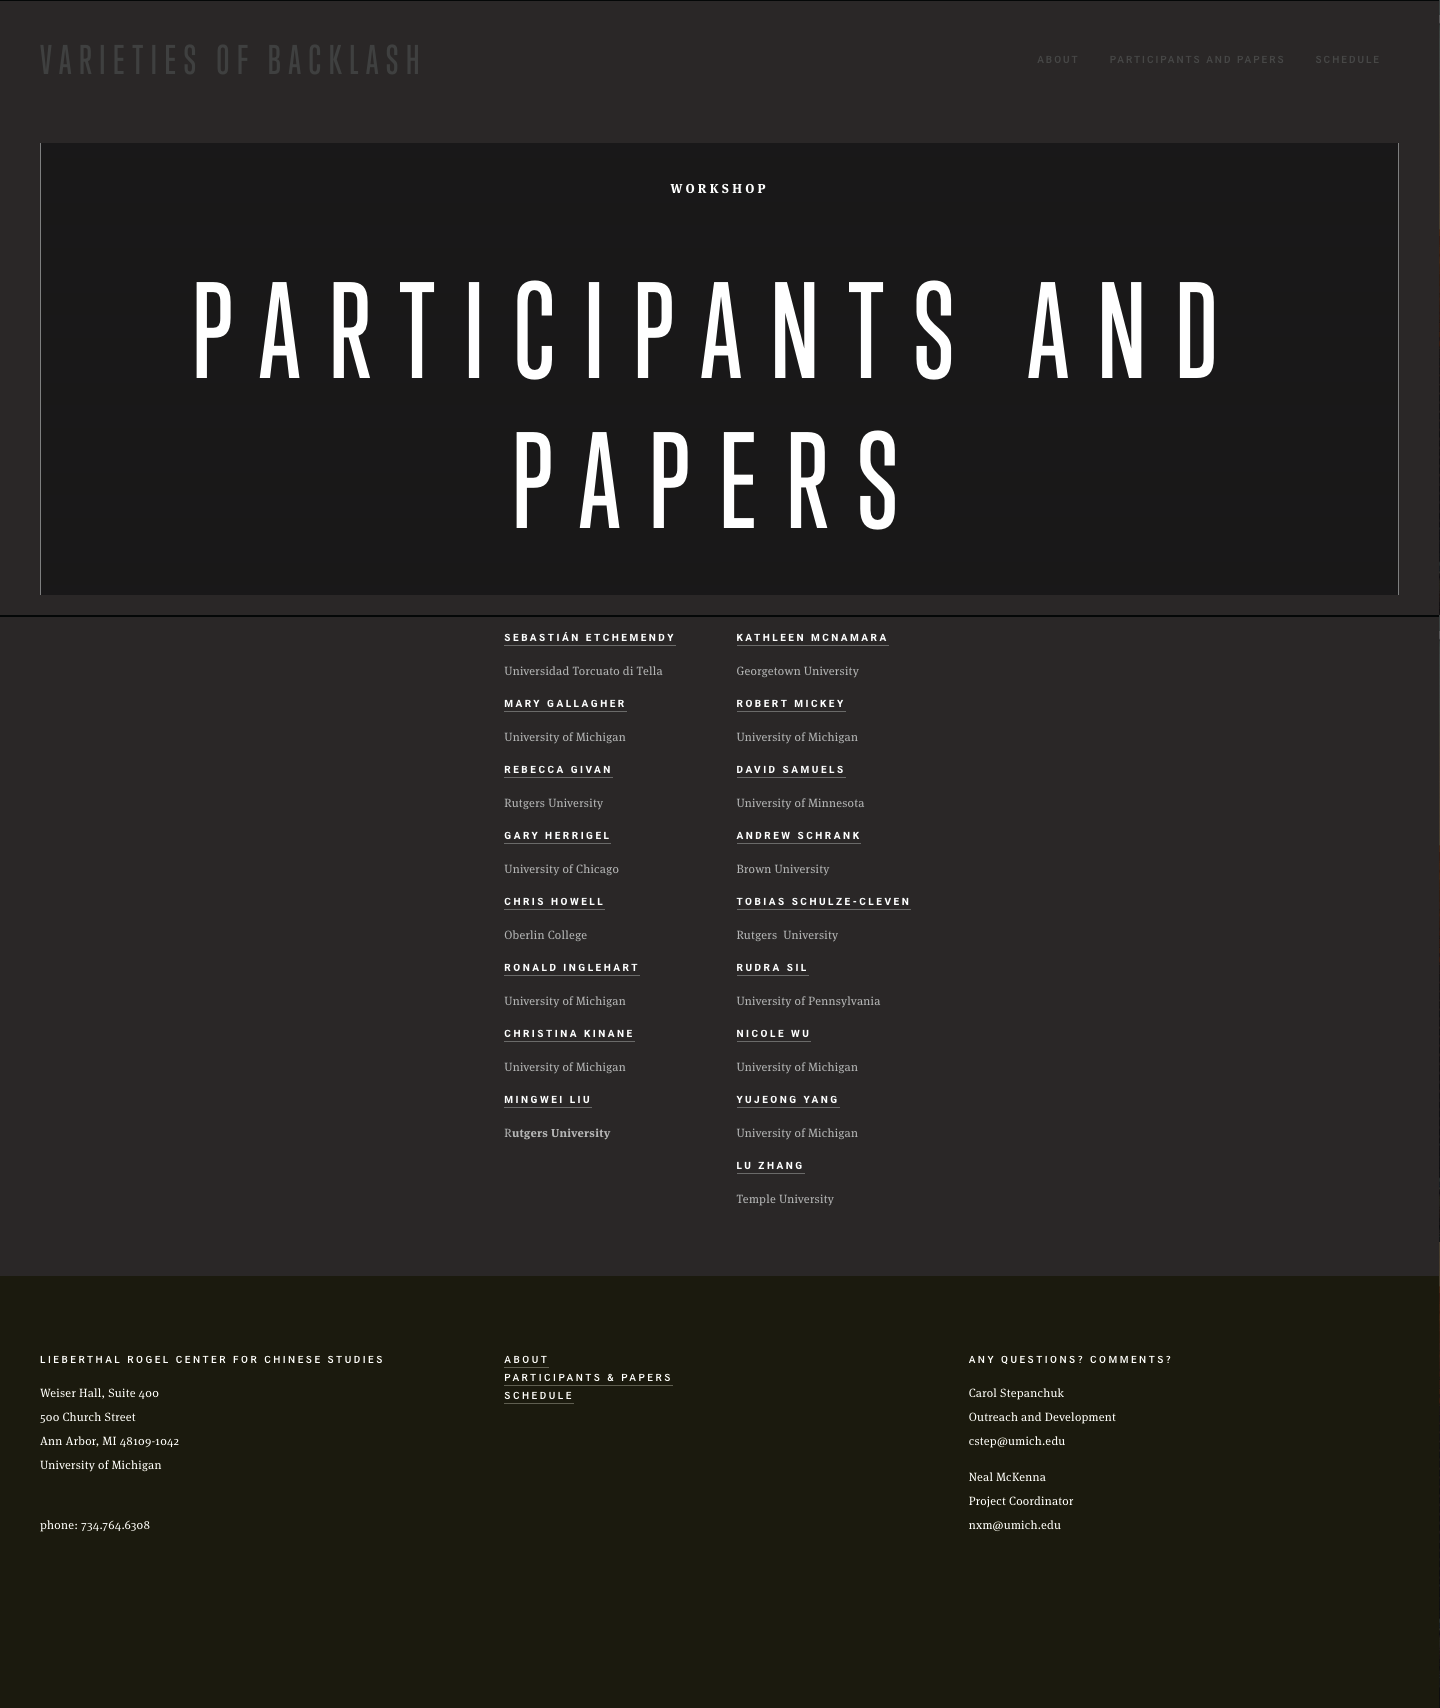 VARIETIES OF BACKLASH
ABOUT PARTICIPANTS AND PAPERS SCHEDULE
WORKSHOP
PARTICIPANTS AND
PAPERS
SEBASTIÁN ETCHEMENDY
Universidad Torcuato di Tella
MARY GALLAGHER
University of Michigan
REBECCA GIVAN
Rutgers University
GARY HERRIGEL
University of Chicago
CHRIS HOWELL
Oberlin College
RONALD INGLEHART
University of Michigan
CHRISTINA KINANE
University of Michigan
MINGWEI LIU
Rutgers University
KATHLEEN MCNAMARA
Georgetown University
ROBERT MICKEY
University of Michigan
DAVID SAMUELS
University of Minnesota
ANDREW SCHRANK
Brown University
TOBIAS SCHULZE-CLEVEN
Rutgers  University
RUDRA SIL
University of Pennsylvania
NICOLE WU
University of Michigan
YUJEONG YANG
University of Michigan
LU ZHANG
Temple University
LIEBERTHAL ROGEL CENTER FOR CHINESE STUDIES
Weiser Hall, Suite 400
500 Church Street
Ann Arbor, MI 48109-1042
University of Michigan
phone: 734.764.6308
ABOUT
PARTICIPANTS & PAPERS
SCHEDULE
ANY QUESTIONS? COMMENTS?
Carol Stepanchuk
Outreach and Development
cstep@umich.edu
Neal McKenna
Project Coordinator
nxm@umich.edu